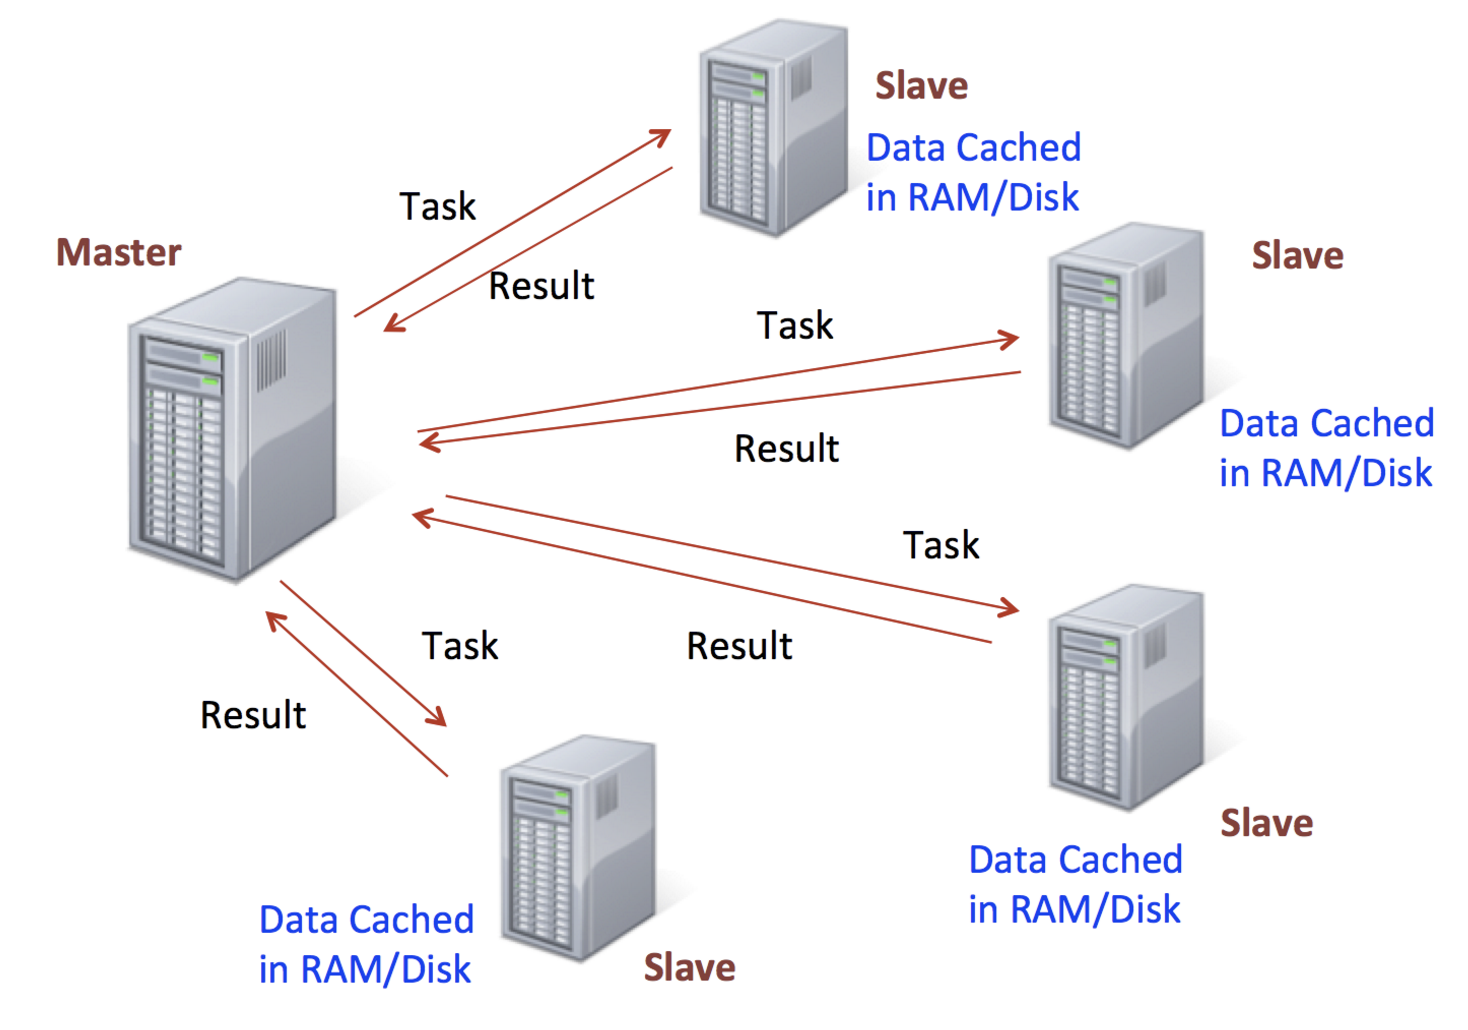 Slave
Data Cached
in RAM/Disk
Task
Master
Result
Slave
Task
Data Cached
in RAM/Disk
Result
Task
Task
Result
Result
Slave
Data Cached
in RAM/Disk
Data Cached
in RAM/Disk
Slave